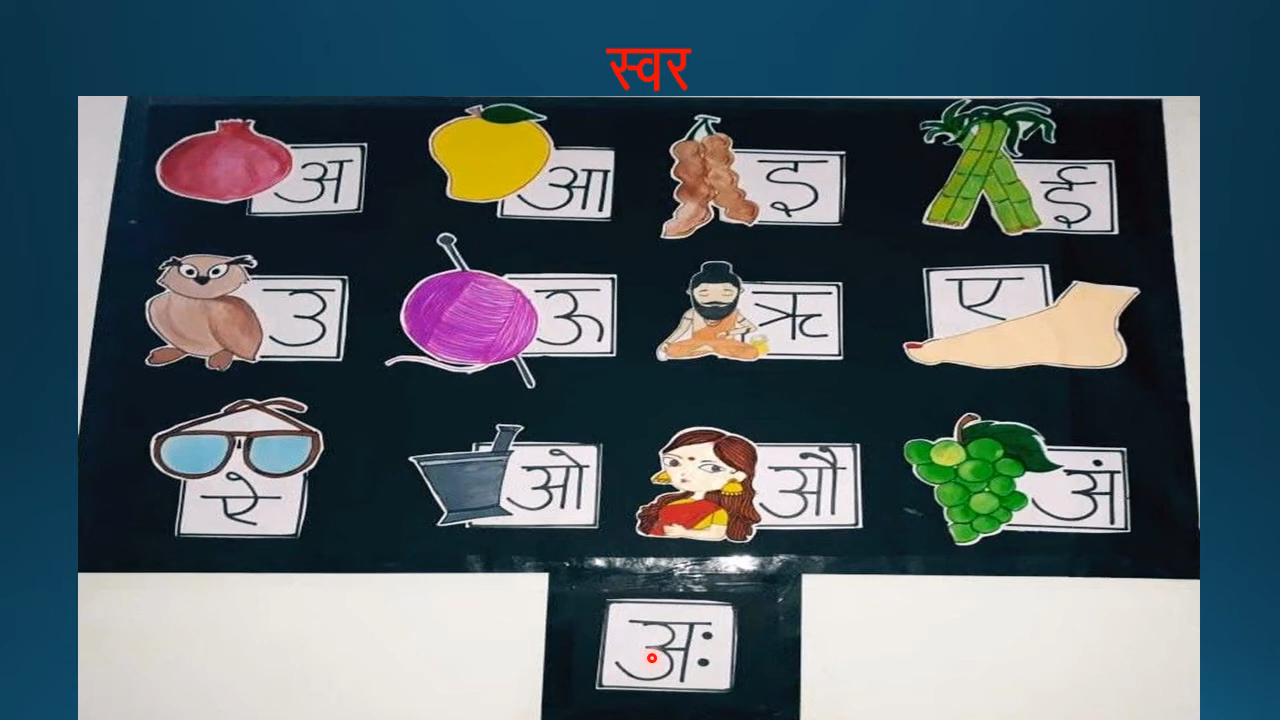 स्वर
अ आ इ ई
उ ऊ ऋ ए
ऐ ओ औ अं
अः